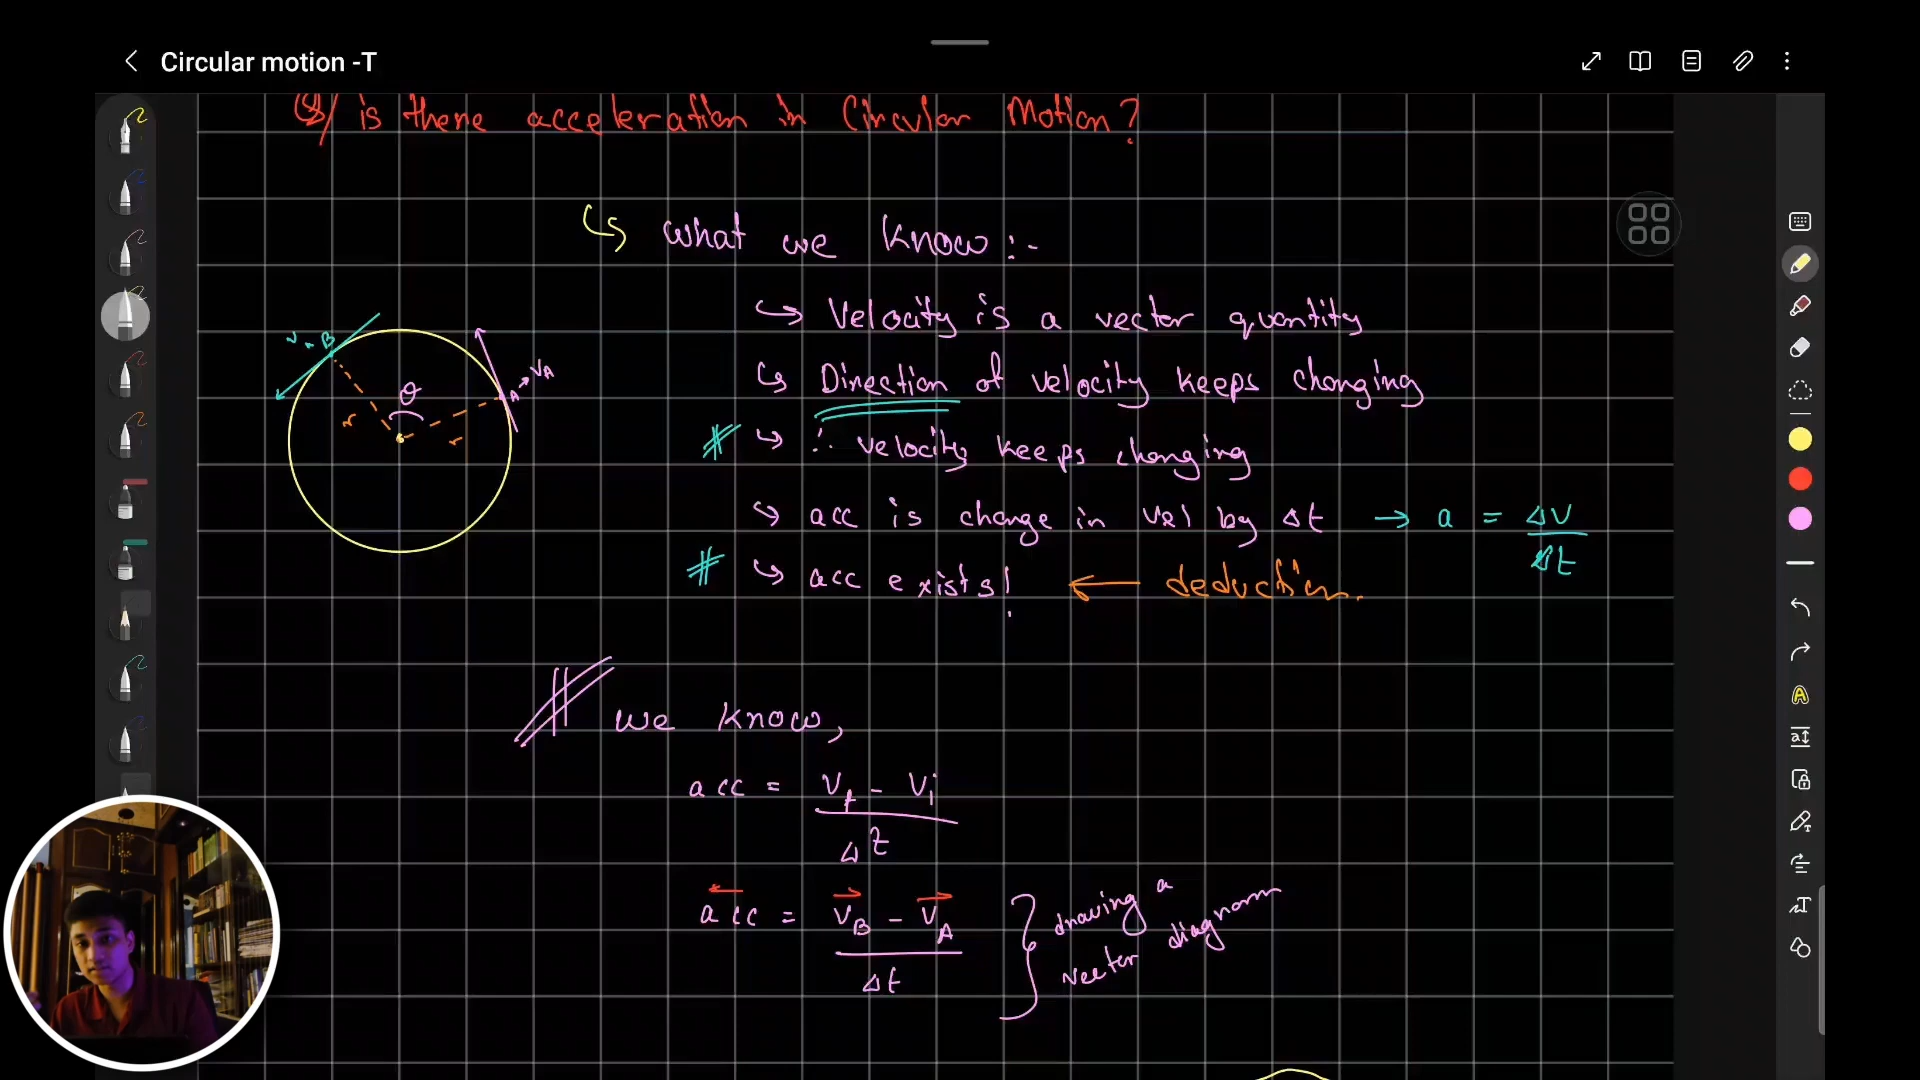 Circular motion -T
Q/ is there acceleration in Circular Motion?
↳ what we know :-
↪ Velocity is a vector quantity
↪ Direction of velocity keeps changing
# ↪ ∴ velocity keeps changing
↪ acc is change in vel by Δt → a = Δv / Δt
# ↪ acc exists! ← deduction.
B
θ
A → VA
r
r
# we know,
acc = Vf - Vi / Δt
acc = VB - VA / Δt } drawing a vector diagram